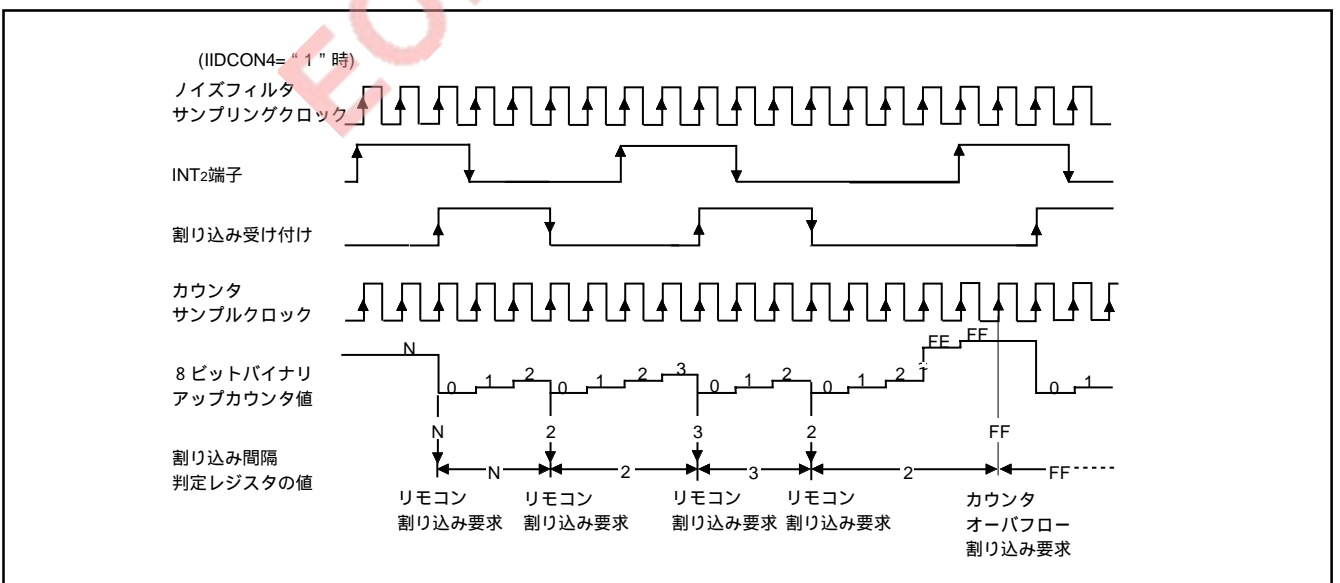 (IIDCON4=“1”時)
ノイズフィルタ
サンプリングクロック
INT2端子
割り込み受け付け
カウンタ
サンプルクロック
8ビットバイナリ
アップカウンタ値
N 0 1 2 0 1 2 3 0 1 2 0 1 2 FE FF 0 1
N 2 3 2 FF
割り込み間隔
判定レジスタの値
N 2 3 2 FF
リモコン
割り込み要求
リモコン
割り込み要求
リモコン
割り込み要求
リモコン
割り込み要求
カウンタ
オーバフロー
割り込み要求